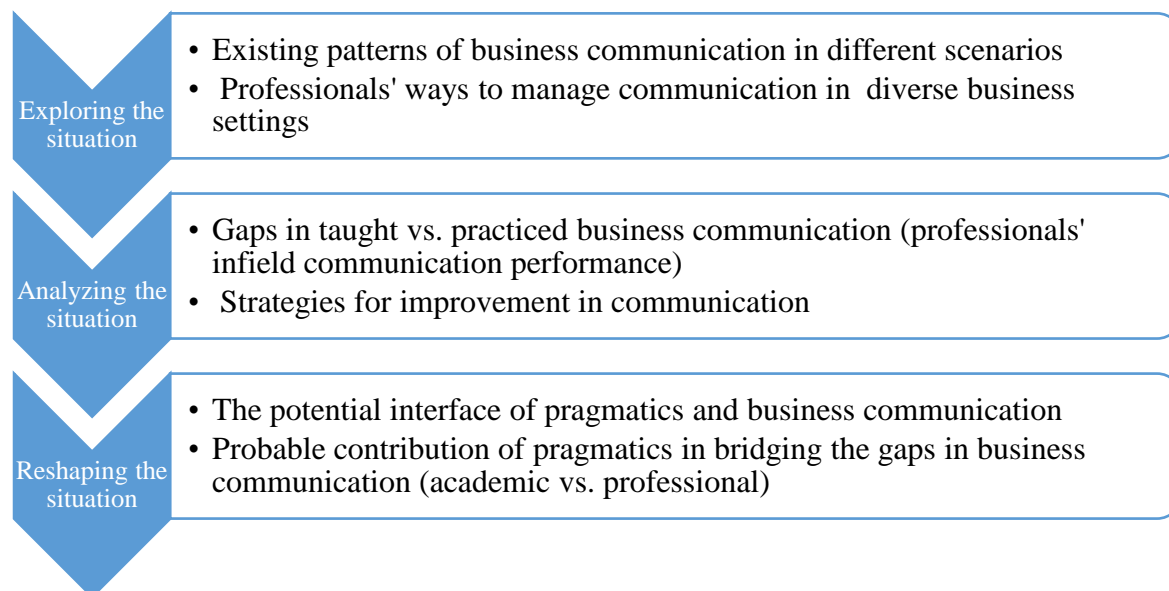 Exploring the
situation
• Existing patterns of business communication in different scenarios
• Professionals' ways to manage communication in diverse business
settings
Analyzing the
situation
• Gaps in taught vs. practiced business communication (professionals'
infield communication performance)
• Strategies for improvement in communication
Reshaping the
situation
• The potential interface of pragmatics and business communication
• Probable contribution of pragmatics in bridging the gaps in business
communication (academic vs. professional)